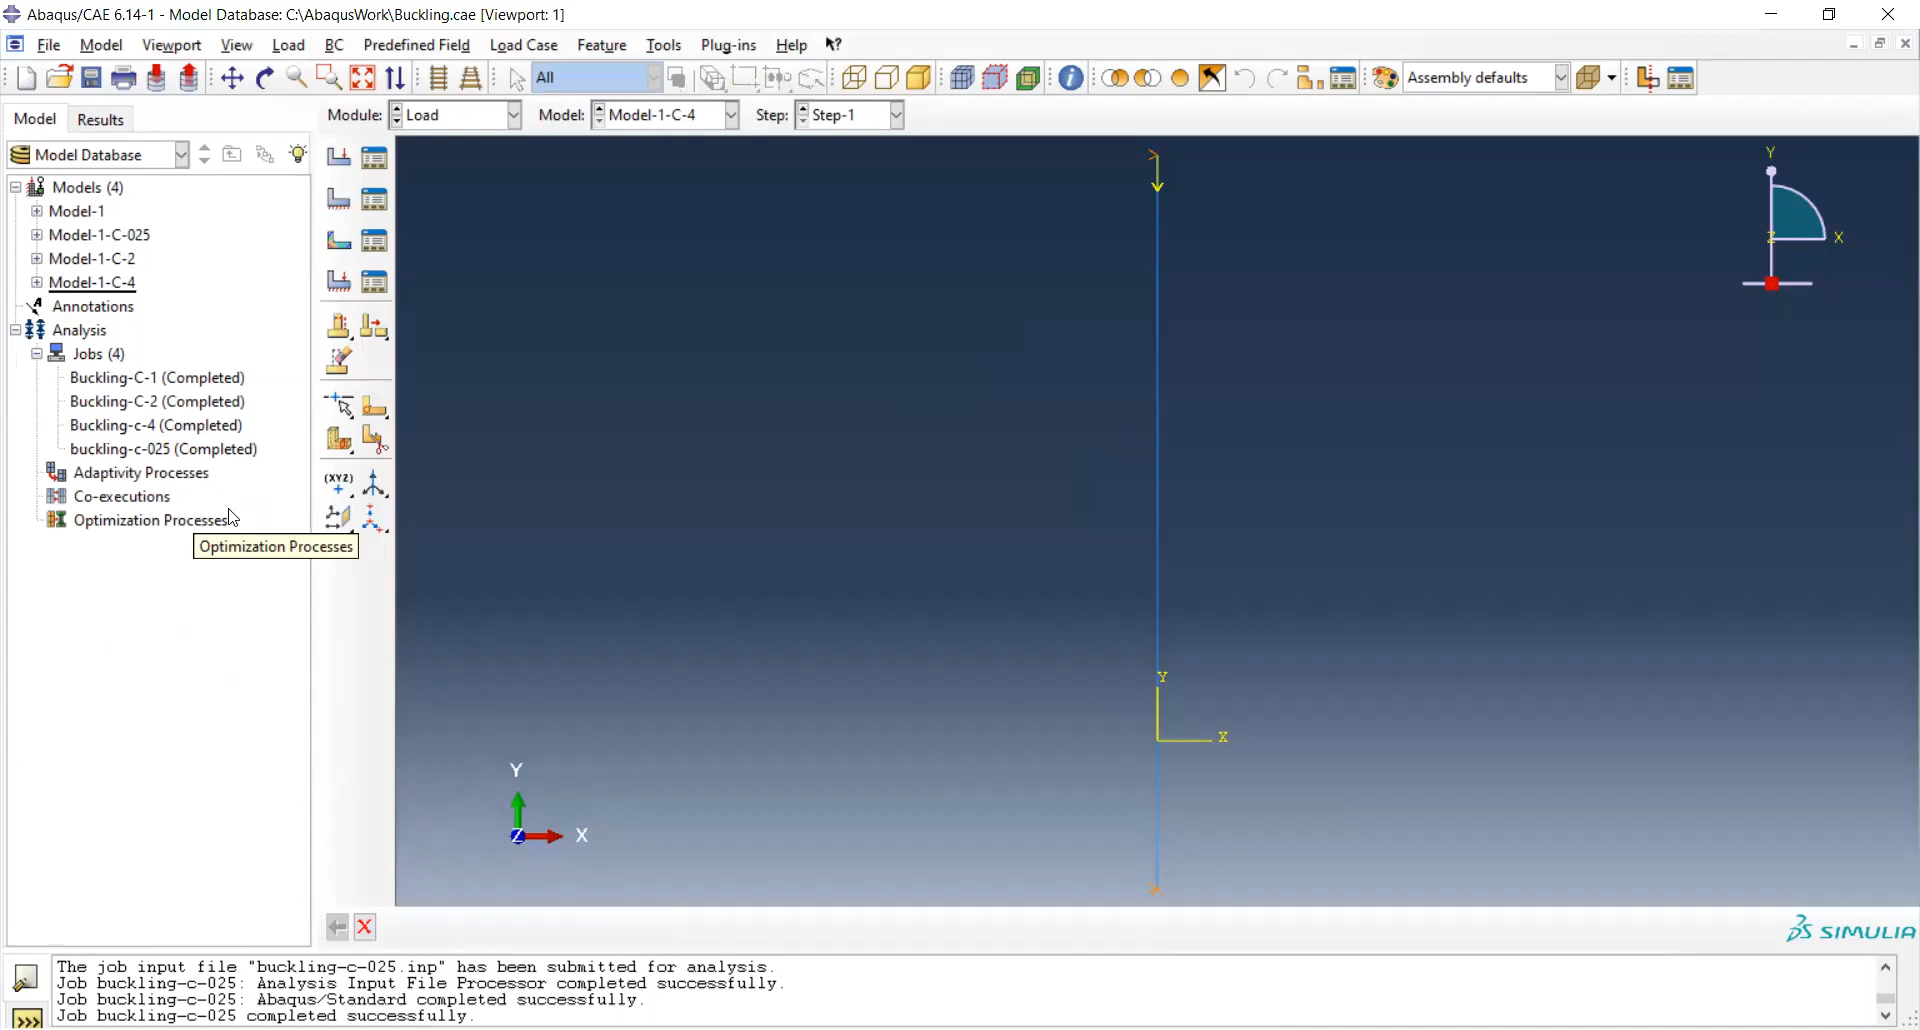 Abaqus/CAE 6.14-1 - Model Database: C:\AbaqusWork\Buckling.cae [Viewport: 1]
File Model Viewport View Load BC Predefined Field Load Case Feature Tools Plug-ins Help
All
Assembly defaults
Model Results
Module: Load Model: Model-1-C-4 Step: Step-1
Model Database
Models (4)
Model-1
Model-1-C-025
Model-1-C-2
Model-1-C-4
Annotations
Analysis
Jobs (4)
Buckling-C-1 (Completed)
Buckling-C-2 (Completed)
Buckling-c-4 (Completed)
buckling-c-025 (Completed)
Adaptivity Processes
Co-executions
Optimization Processes
Optimization Processes
(XYZ)
Y
Z X
Y
X
Y
Z X
SIMULIA
The job input file "buckling-c-025.inp" has been submitted for analysis.
Job buckling-c-025: Analysis Input File Processor completed successfully.
Job buckling-c-025: Abaqus/Standard completed successfully.
Job buckling-c-025 completed successfully.
>>>